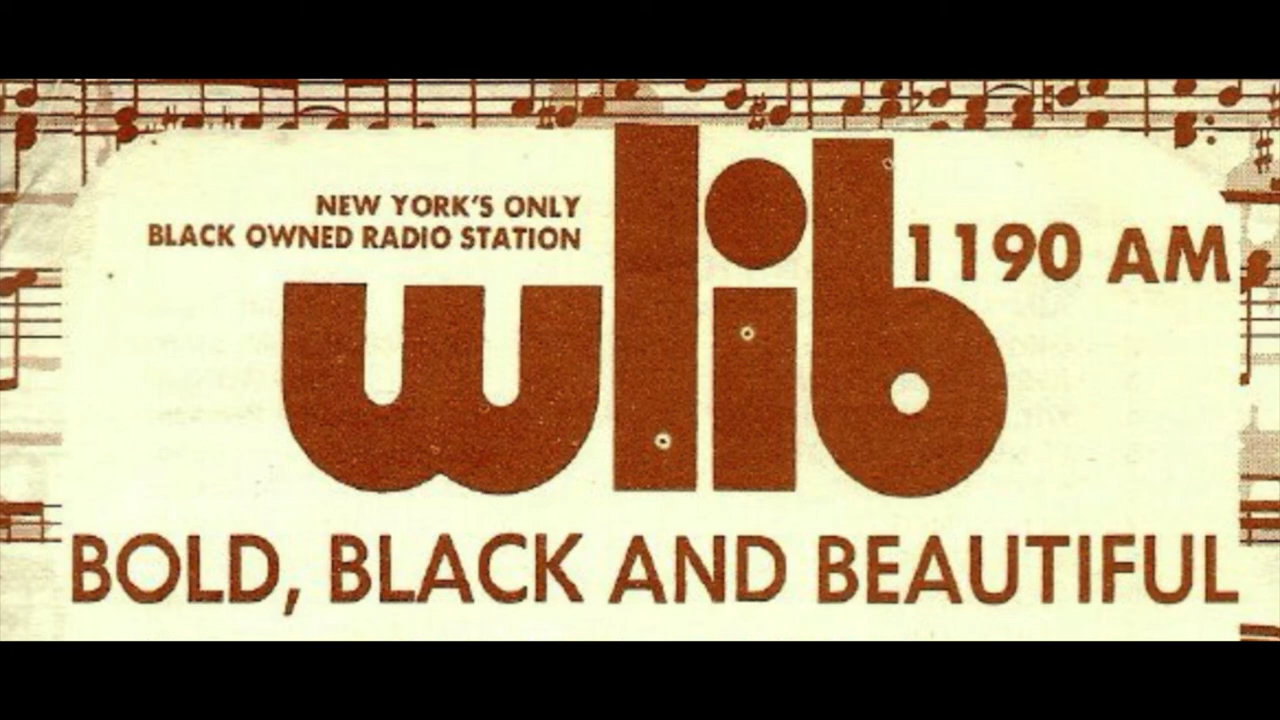 NEW YORK'S ONLY
BLACK OWNED RADIO STATION
wlib
1190 AM
BOLD, BLACK AND BEAUTIFUL